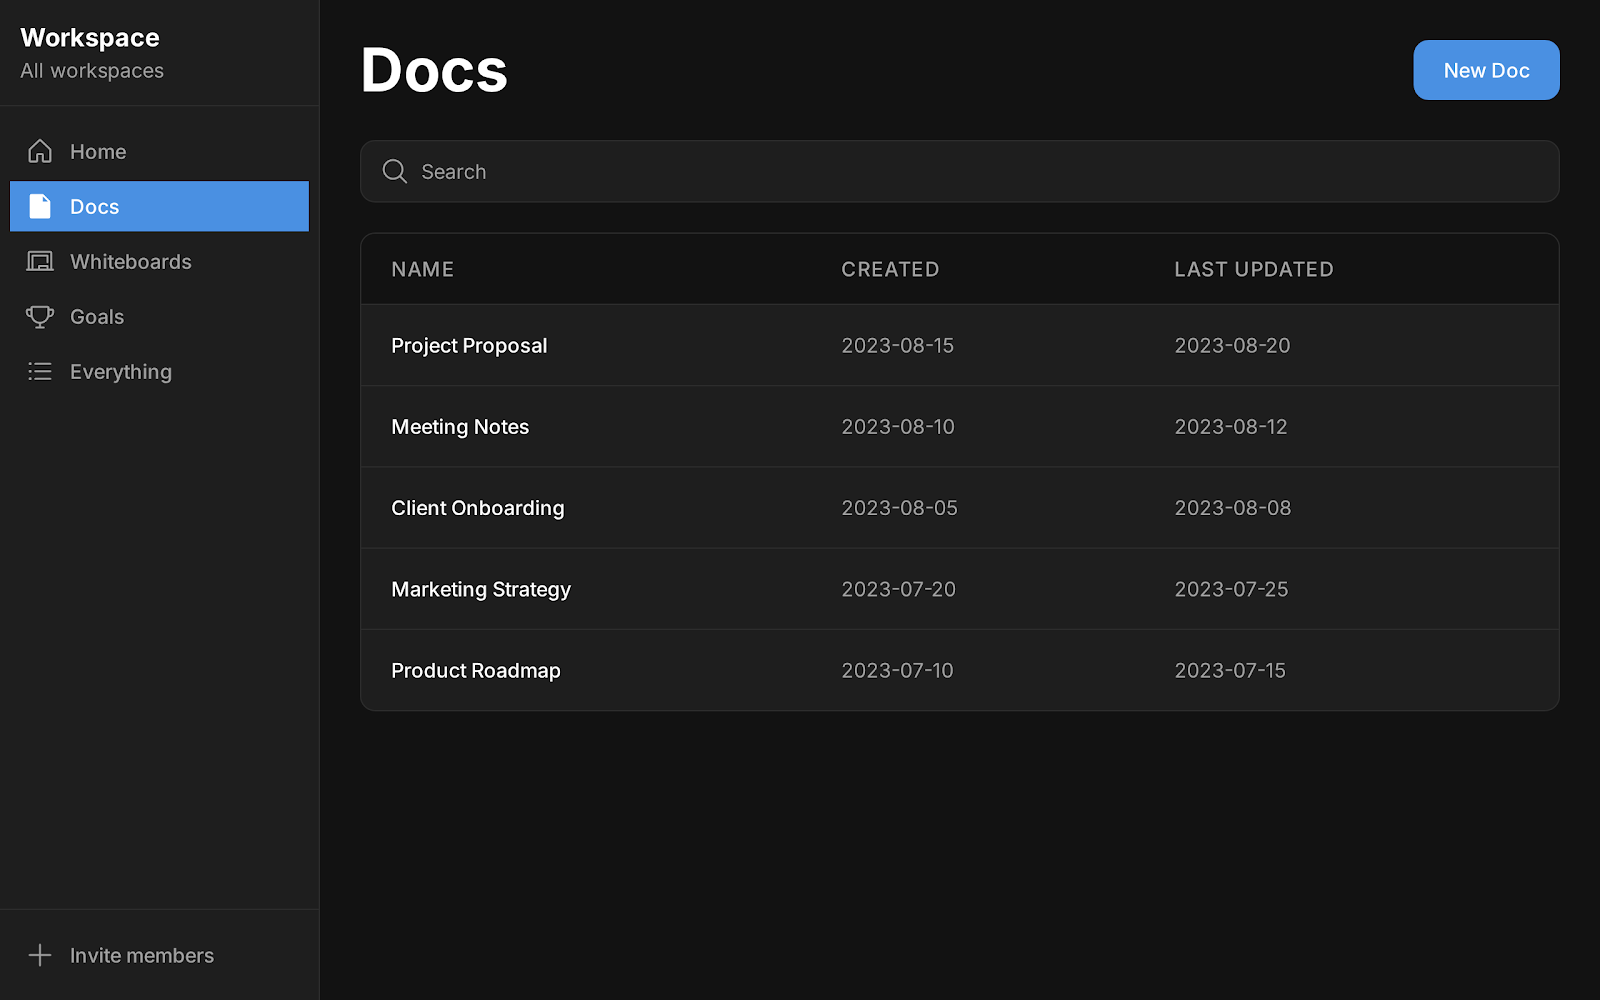 Workspace
All workspaces
Home
Docs
Whiteboards
Goals
Everything
Invite members
Docs
New Doc
Search
NAME CREATED LAST UPDATED
Project Proposal 2023-08-15 2023-08-20
Meeting Notes 2023-08-10 2023-08-12
Client Onboarding 2023-08-05 2023-08-08
Marketing Strategy 2023-07-20 2023-07-25
Product Roadmap 2023-07-10 2023-07-15